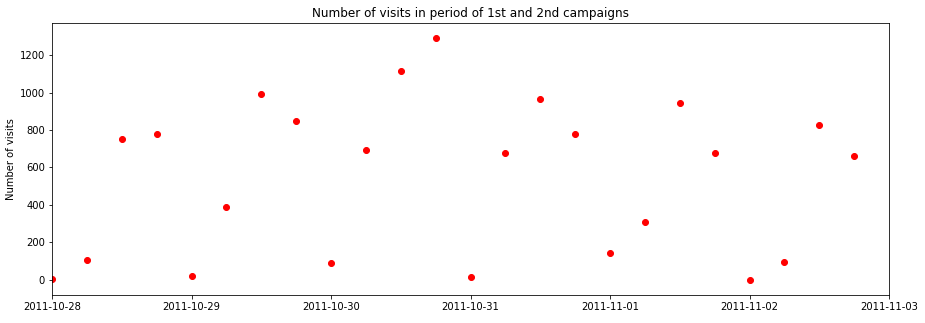 Number of visits in period of 1st and 2nd campaigns
1200
1000
800
600
400
200
0
Number of visits
2011-10-28 2011-10-29 2011-10-30 2011-10-31 2011-11-01 2011-11-02 2011-11-03